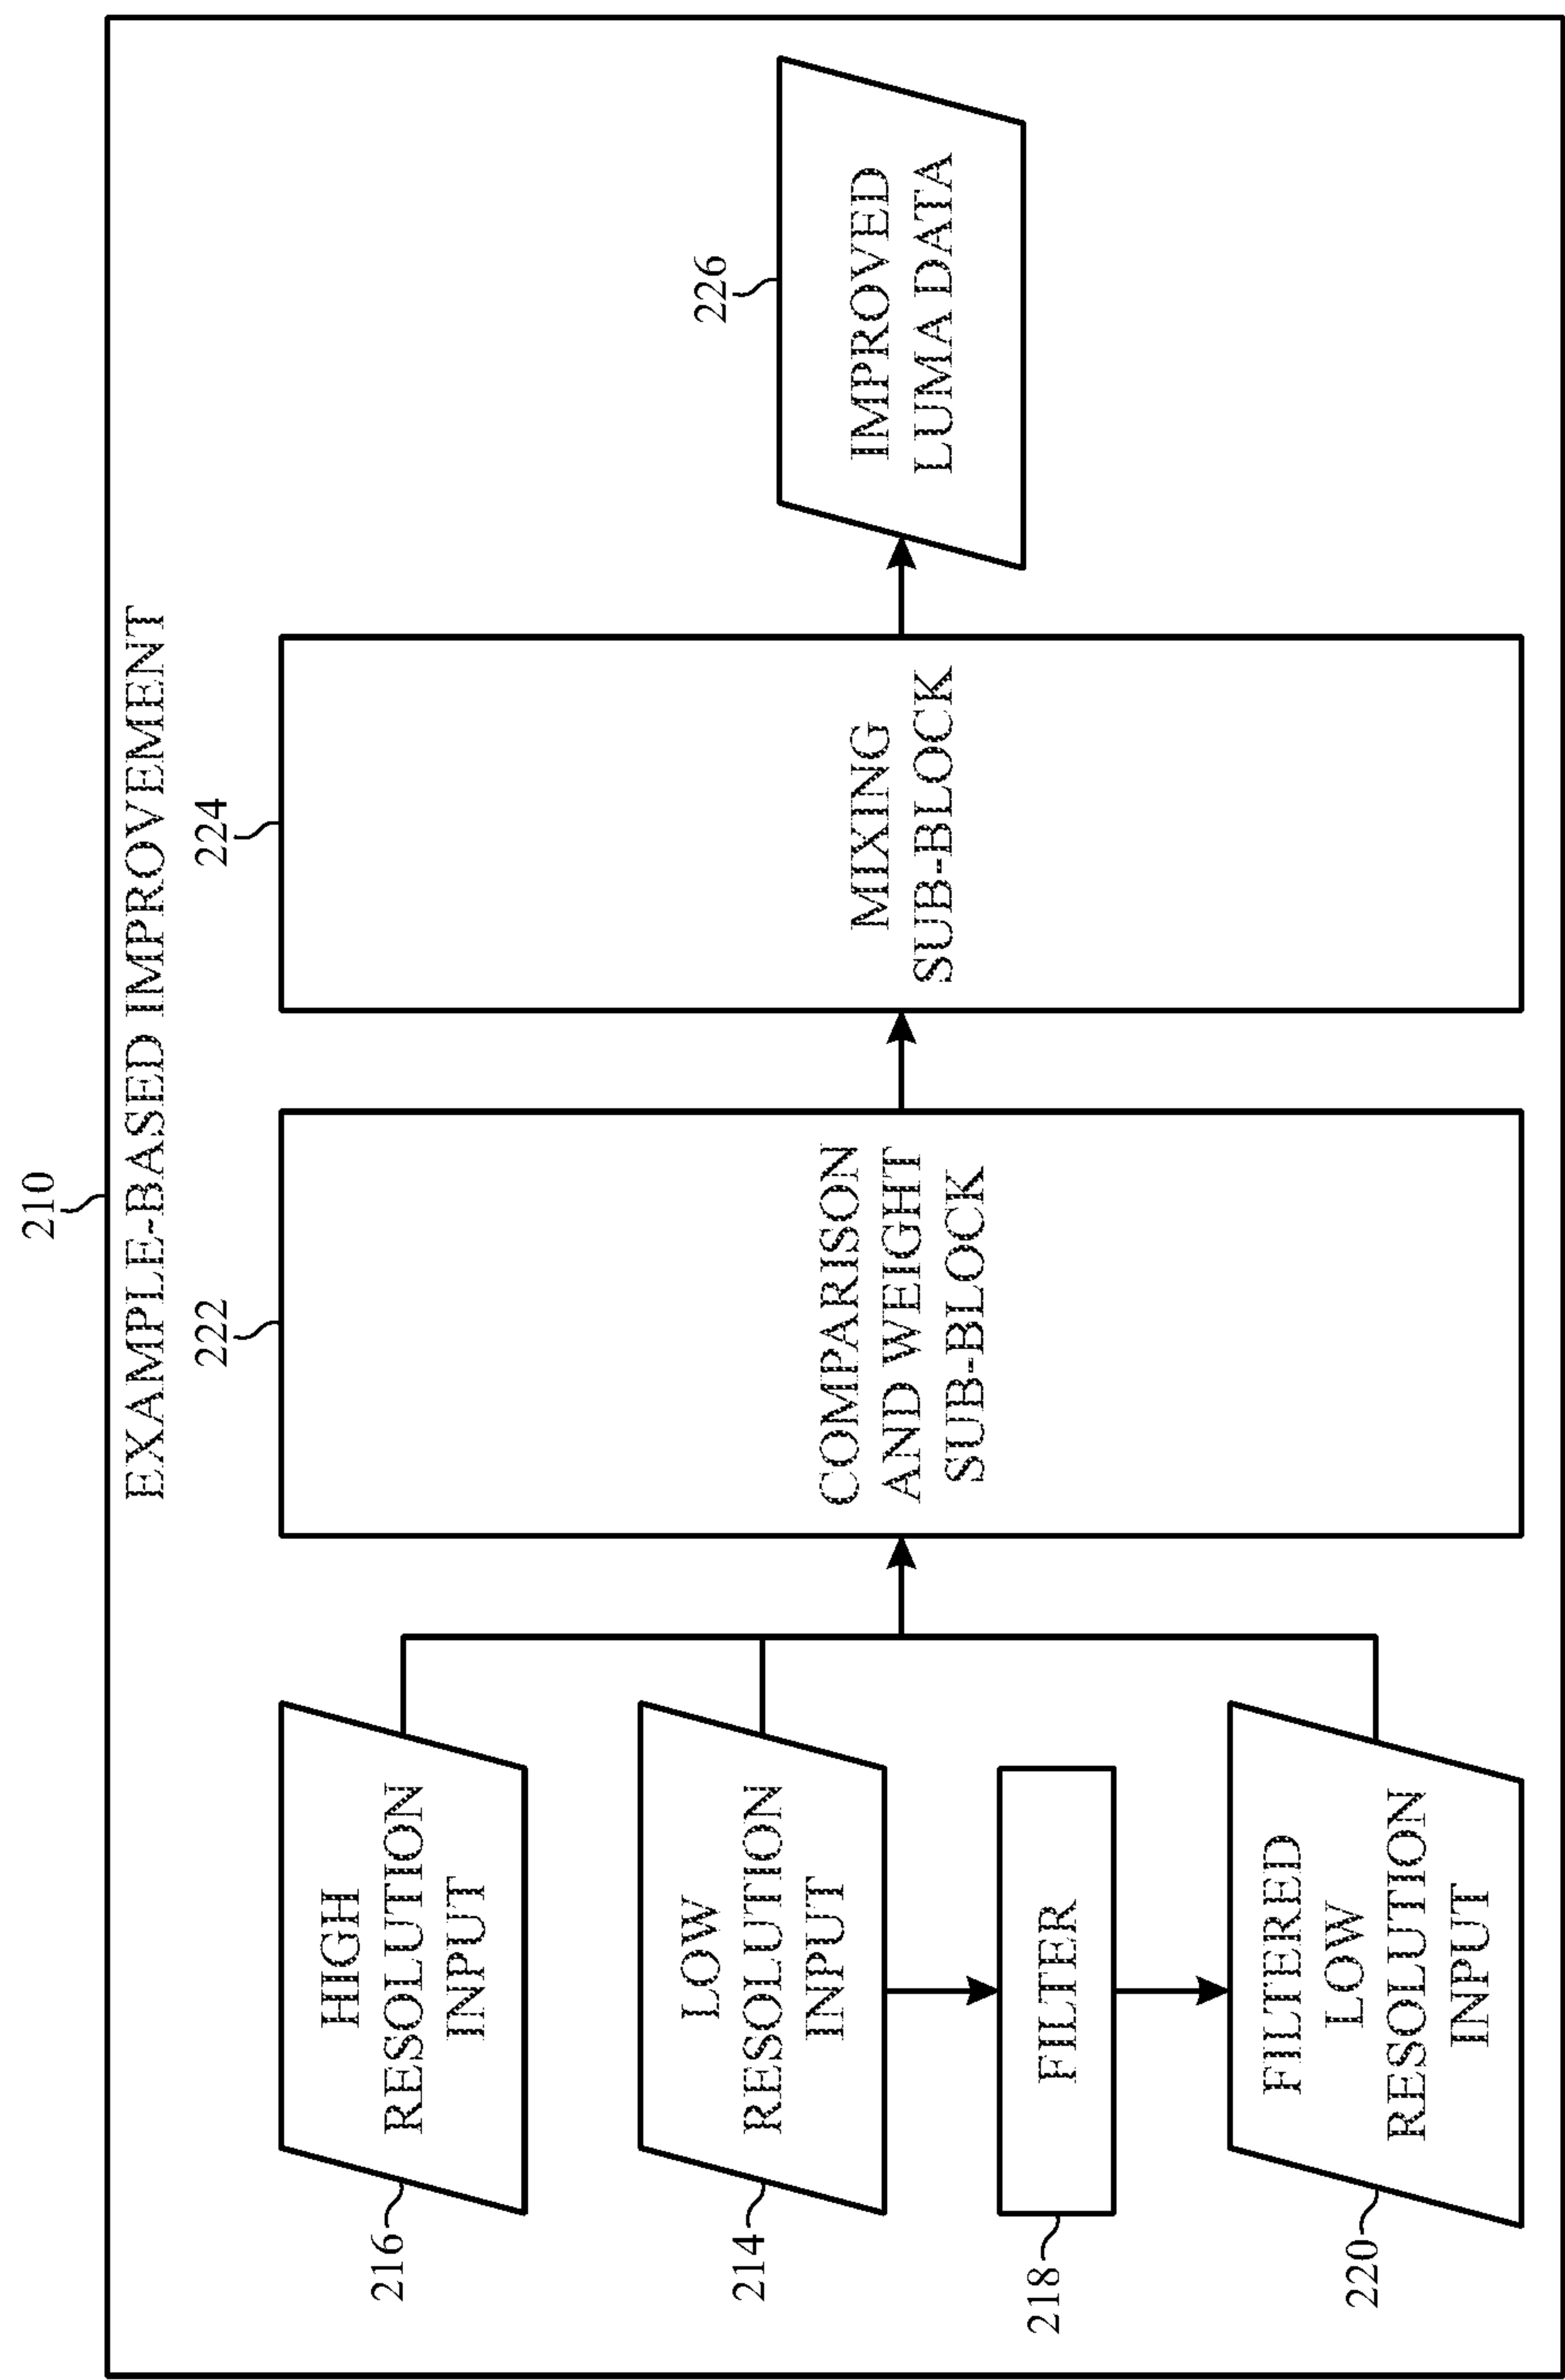 210
EXAMPLE-BASED IMPROVEMENT
216
HIGH
RESOLUTION
INPUT
214
LOW
RESOLUTION
INPUT
218
FILTER
220
FILTERED
LOW
RESOLUTION
INPUT
222
COMPARISON
AND WEIGHT
SUB-BLOCK
224
MIXING
SUB-BLOCK
226
IMPROVED
LUMA DATA